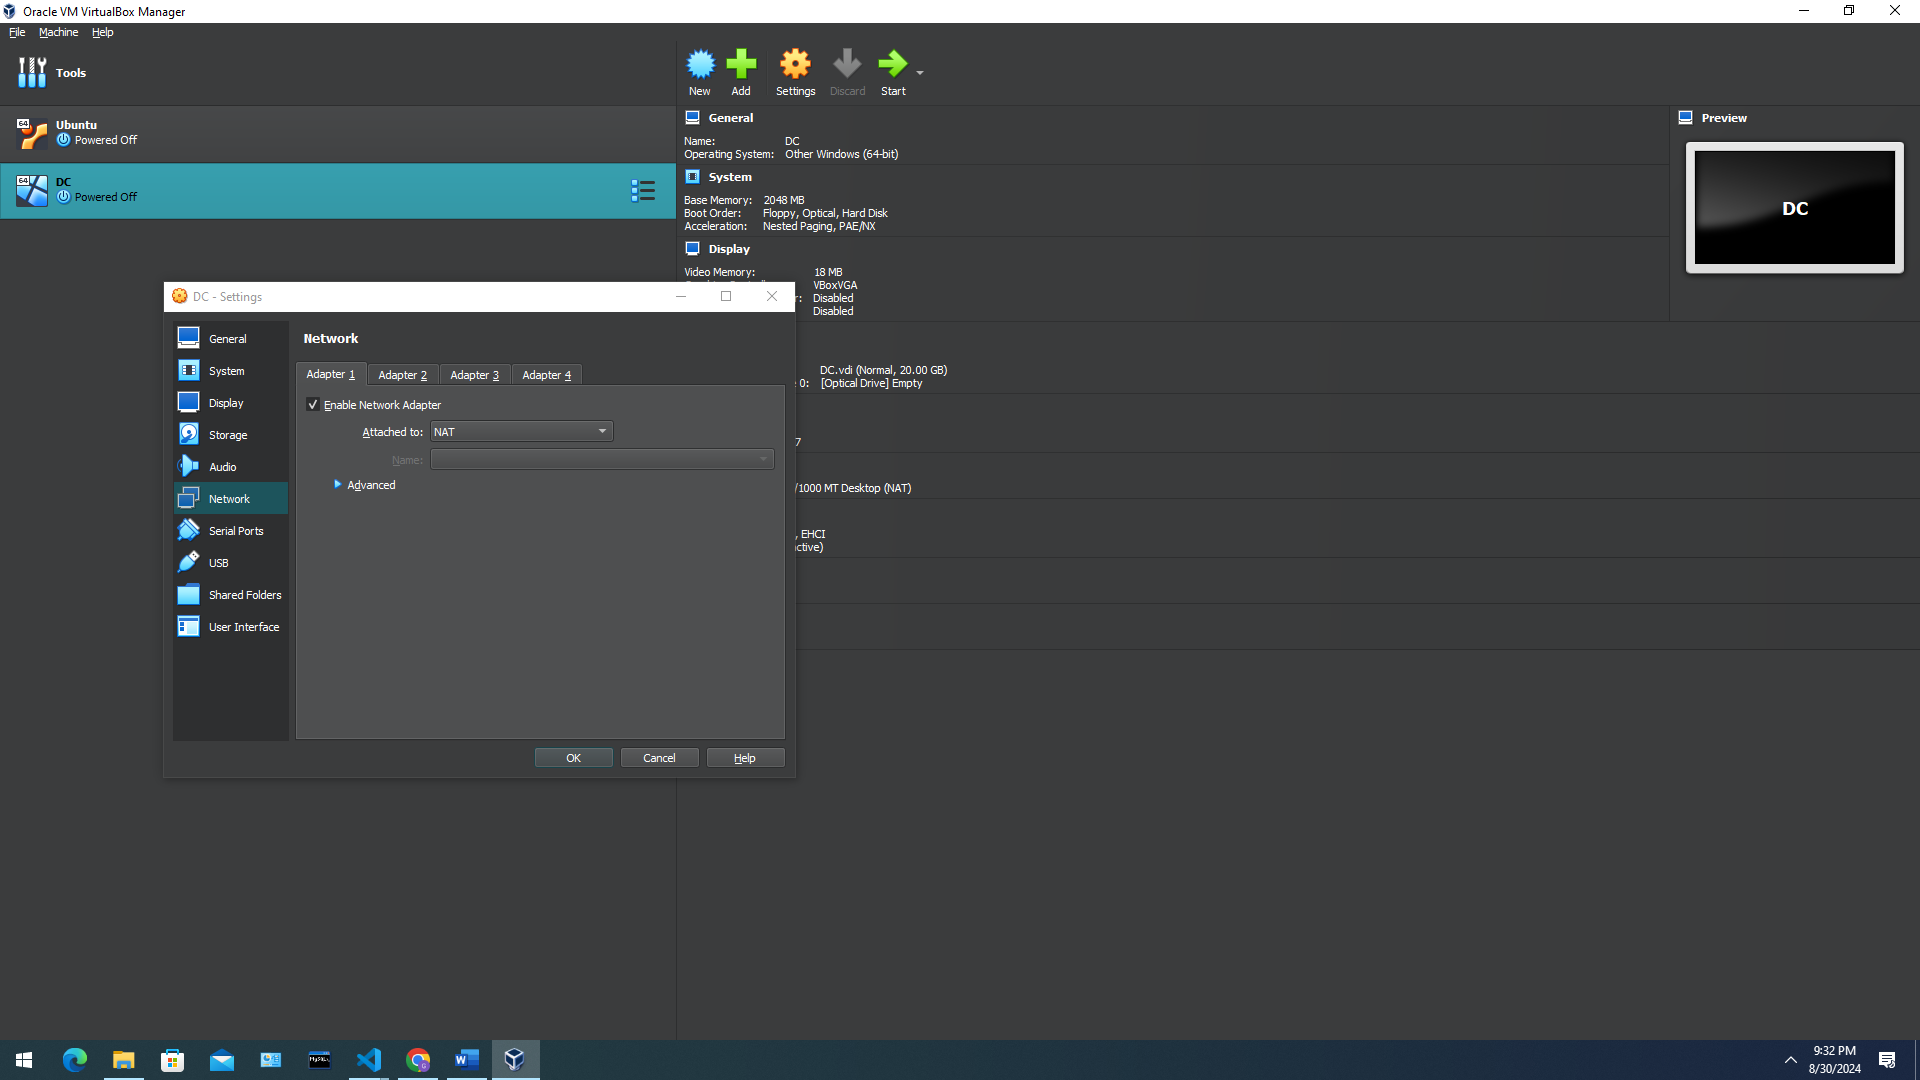 Oracle VM VirtualBox Manager
File Machine Help
Tools
New Add Settings Discard Start
64
Ubuntu
Powered Off
64
DC
Powered Off
General
Name: DC
Operating System: Other Windows (64-bit)
System
Base Memory: 2048 MB
Boot Order: Floppy, Optical, Hard Disk
Acceleration: Nested Paging, PAE/NX
Display
Video Memory: 18 MB
VBoxVGA
r: Disabled
Disabled
DC.vdi (Normal, 20.00 GB)
e 0: [Optical Drive] Empty
7
/1000 MT Desktop (NAT)
, EHCI
ctive)
Preview
DC
DC - Settings
General
System
Display
Storage
Audio
Network
Serial Ports
USB
Shared Folders
User Interface
Network
Adapter 1 Adapter 2 Adapter 3 Adapter 4
Enable Network Adapter
Attached to: NAT
Name:
Advanced
OK Cancel Help
MySQL
9:32 PM
8/30/2024